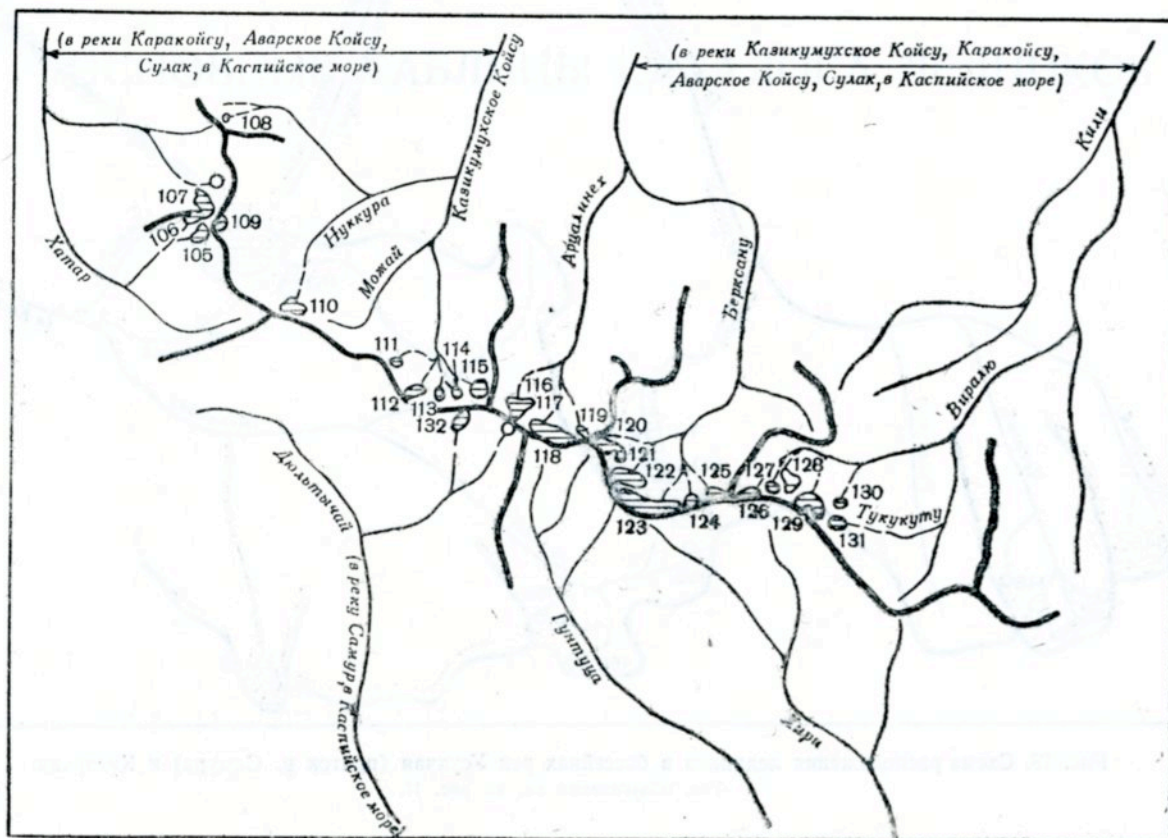 (в реки Каракойсу, Аварское Койсу,
Сулак, в Каспийское море)
(в реки Казикумухское Койсу, Каракойсу,
Аварское Койсу, Сулак, в Каспийское море)
Казикумухское Койсу
Кили
108
107
106
109
105
Хатар
Нуккура
Можай
Аруалинех
Берксану
110
111
114
115
112
113
132
116
117
118
119
120
121
122
123
125
124
127
128
126
129
130
131
Виралю
Тукукуту
Дюльтычай
(в реку Самур, в Каспийское море)
Гунтуца
Хири